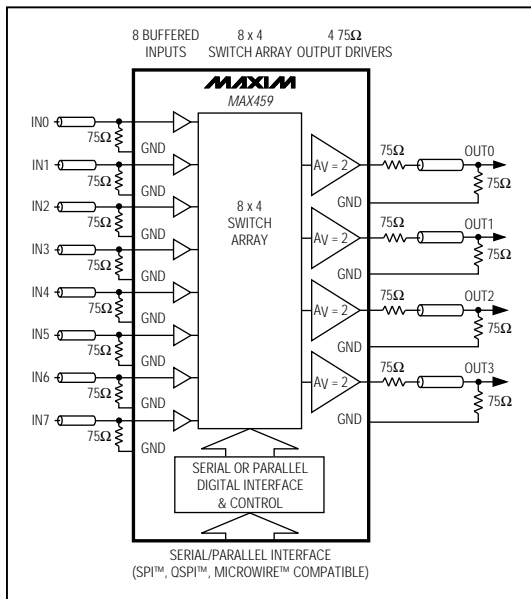 8 BUFFERED INPUTS
8 x 4 SWITCH ARRAY
4 75Ω OUTPUT DRIVERS
MAXIM
MAX459
IN0
75Ω
GND
IN1
75Ω
GND
IN2
75Ω
GND
IN3
75Ω
GND
IN4
75Ω
GND
IN5
75Ω
GND
IN6
75Ω
GND
IN7
75Ω
GND
8 x 4
SWITCH
ARRAY
AV = 2
75Ω
OUT0
75Ω
GND
AV = 2
75Ω
OUT1
75Ω
GND
AV = 2
75Ω
OUT2
75Ω
GND
AV = 2
75Ω
OUT3
75Ω
GND
SERIAL OR PARALLEL
DIGITAL INTERFACE
& CONTROL
SERIAL/PARALLEL INTERFACE
(SPI™, QSPI™, MICROWIRE™ COMPATIBLE)